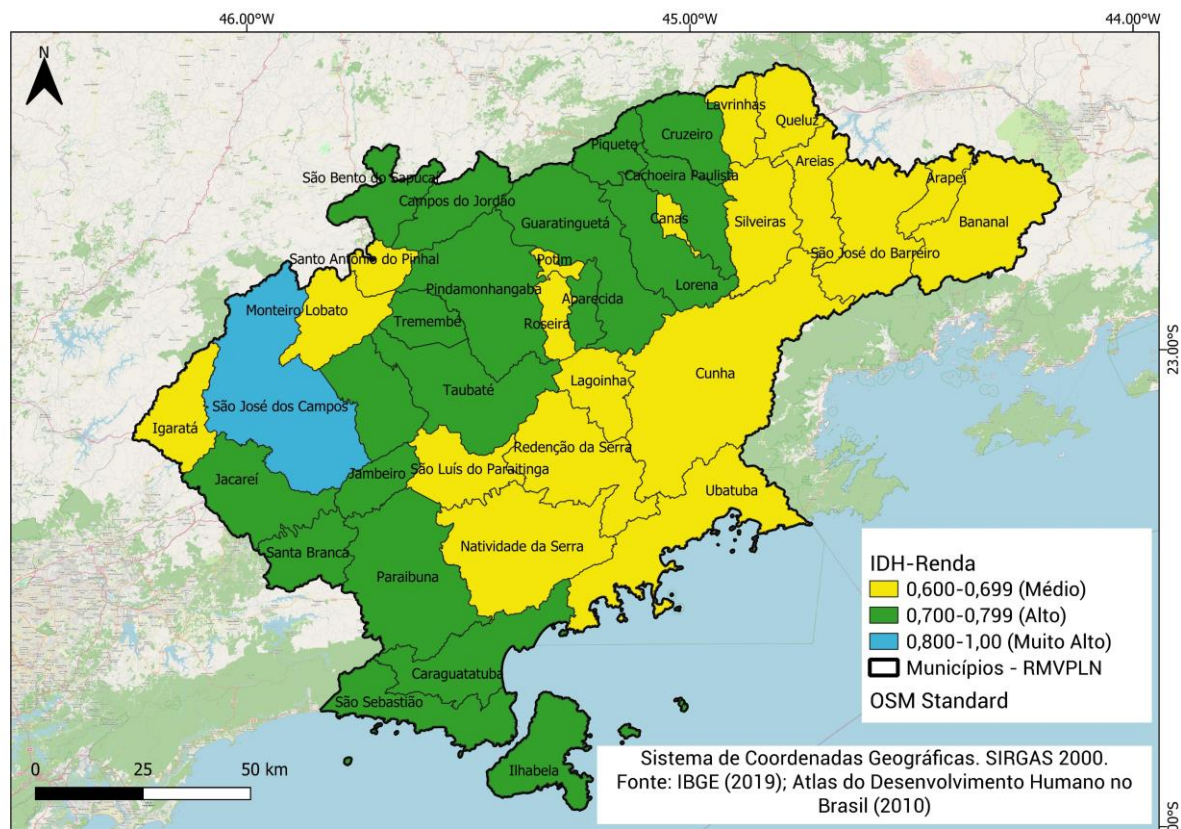 46.00°W
45.00°W
44.00°W
N
Lavrinhas
Queluz
Cruzeiro
Piquete
Areias
São Bento do Sapucaí
Cachoeira Paulista
Arapeí
Campos do Jordão
Guaratinguetá
Canas
Silveiras
Bananal
Santo Antônio do Pinhal
Potim
São José do Barreiro
Pindamonhangaba
Aparecida
Lorena
Monteiro Lobato
Tremembé
Roseira
23.00°S
Cunha
Lagoinha
Taubaté
São José dos Campos
Igaratá
Redenção da Serra
São Luís do Paraitinga
Jambeiro
Jacareí
Ubatuba
Natividade da Serra
Santa Branca
Paraibuna
Caraguatatuba
São Sebastião
Ilhabela
IDH-Renda
0,600-0,699 (Médio)
0,700-0,799 (Alto)
0,800-1,00 (Muito Alto)
Municípios - RMVPLN
OSM Standard
Sistema de Coordenadas Geográficas. SIRGAS 2000.
Fonte: IBGE (2019); Atlas do Desenvolvimento Humano no
Brasil (2010)
0 25 50 km